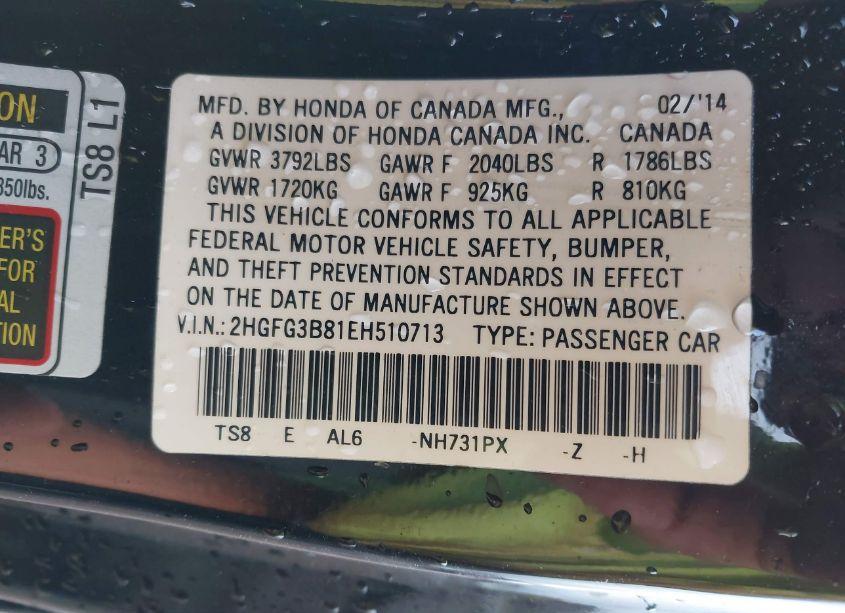 ON
AR 3
850lbs.
ER'S
FOR
AL
TION
TS8 L1
MFD. BY HONDA OF CANADA MFG., 02/'14
A DIVISION OF HONDA CANADA INC. CANADA
GVWR 3792LBS GAWR F 2040LBS R 1786LBS
GVWR 1720KG GAWR F 925KG R 810KG
THIS VEHICLE CONFORMS TO ALL APPLICABLE
FEDERAL MOTOR VEHICLE SAFETY, BUMPER,
AND THEFT PREVENTION STANDARDS IN EFFECT
ON THE DATE OF MANUFACTURE SHOWN ABOVE.
V.I.N.: 2HGFG3B81EH510713 TYPE: PASSENGER CAR
TS8 E AL6 -NH731PX -Z -H